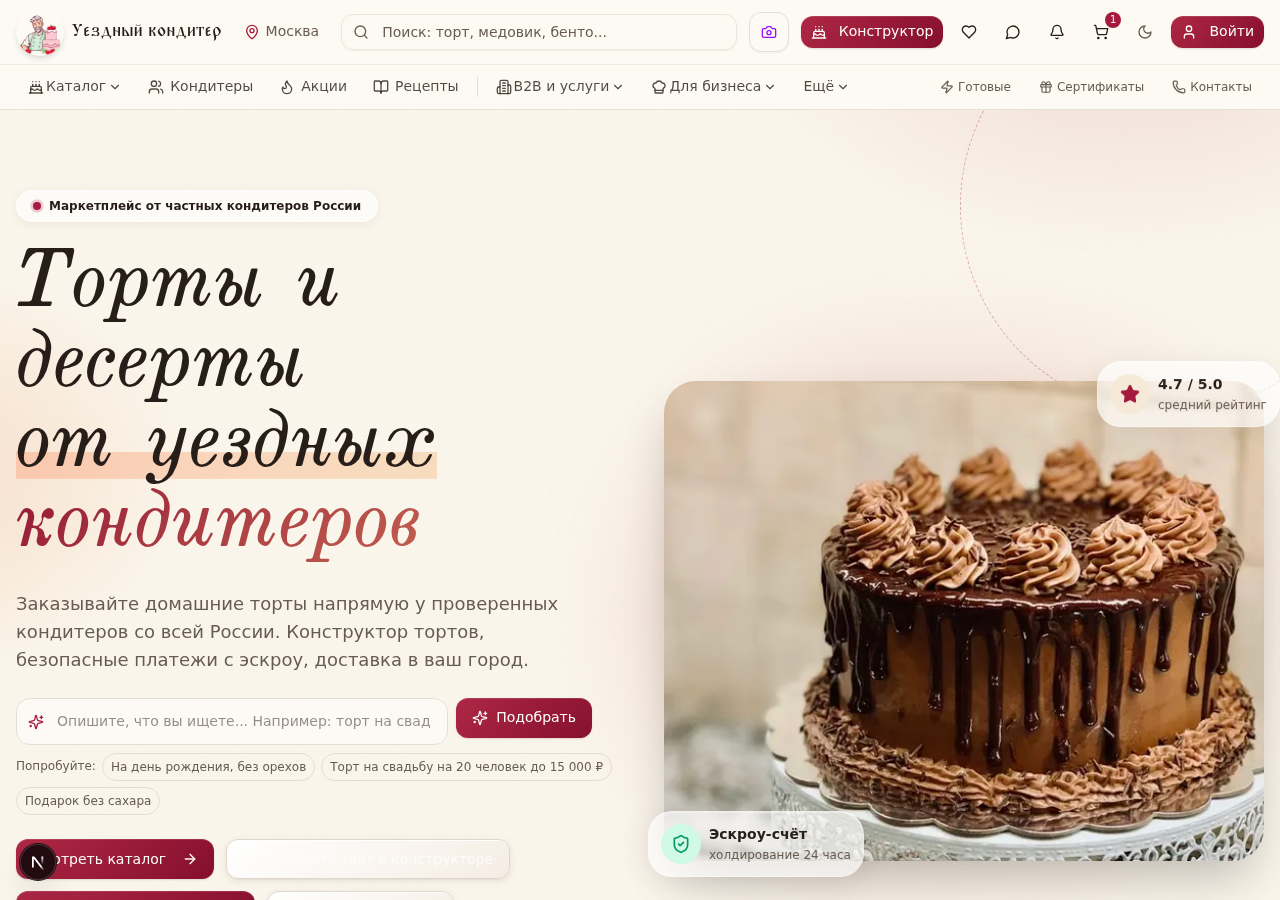 Уездный кондитер
Москва
Поиск: торт, медовик, бенто...
Конструктор
1
Войти
Каталог
Кондитеры
Акции
Рецепты
B2B и услуги
Для бизнеса
Ещё
Готовые
Сертификаты
Контакты
Маркетплейс от частных кондитеров России
Торты и
десерты
от уездных
кондитеров
4.7 / 5.0
средний рейтинг
Заказывайте домашние торты напрямую у проверенных
кондитеров со всей России. Конструктор тортов,
безопасные платежи с эскроу, доставка в ваш город.
Опишите, что вы ищете... Например: торт на свад
Подобрать
Попробуйте:
На день рождения, без орехов
Торт на свадьбу на 20 человек до 15 000 ₽
Подарок без сахара
Эскроу-счёт
холдирование 24 часа
каталог
торт в конструкторе
N